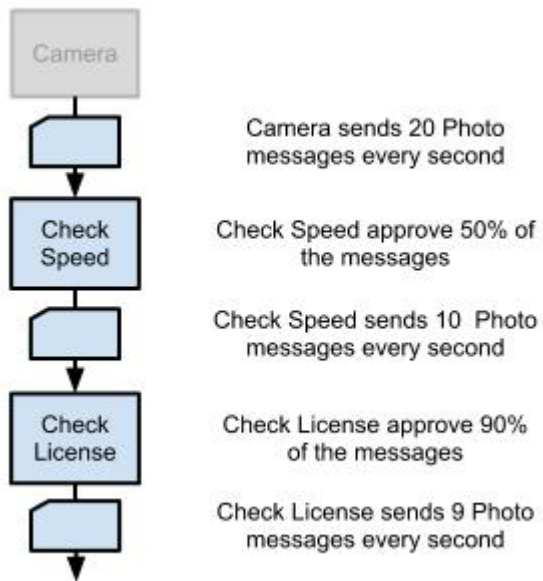 Camera
Camera sends 20 Photo
messages every second
Check
Speed
Check Speed approve 50% of
the messages
Check Speed sends 10 Photo
messages every second
Check
License
Check License approve 90%
of the messages
Check License sends 9 Photo
messages every second